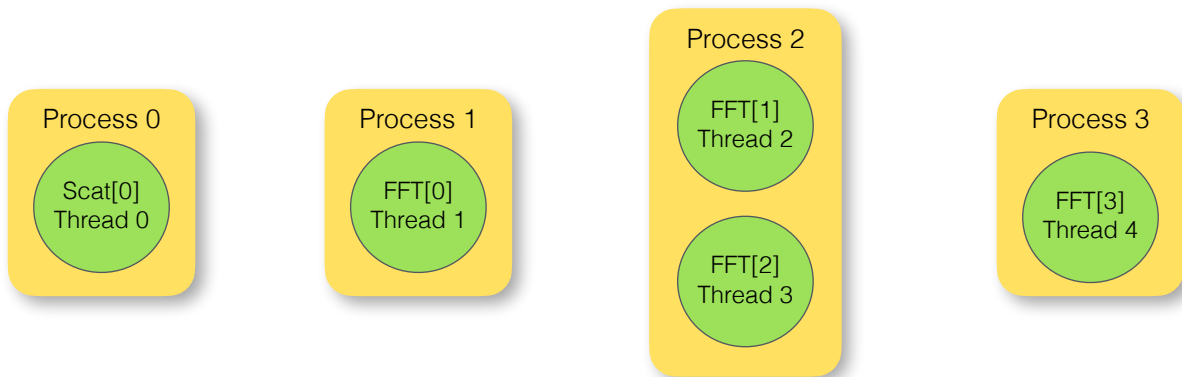 Process 0
Scat[0]
Thread 0
Process 1
FFT[0]
Thread 1
Process 2
FFT[1]
Thread 2
FFT[2]
Thread 3
Process 3
FFT[3]
Thread 4